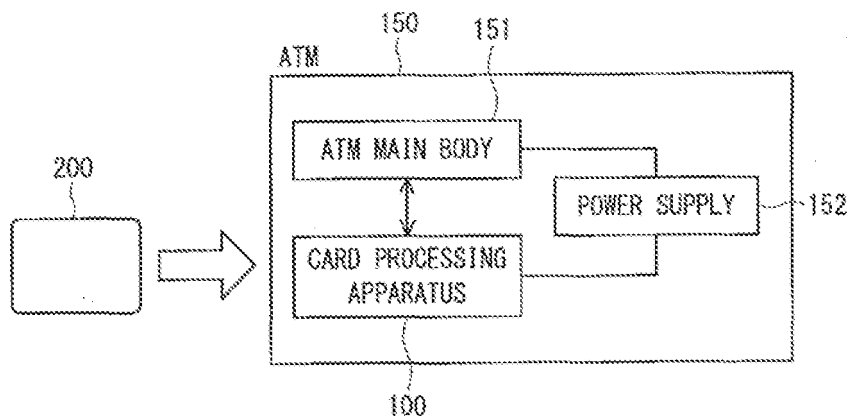 150
151
ATM
ATM MAIN BODY
200
POWER SUPPLY
152
CARD PROCESSING
APPARATUS
100